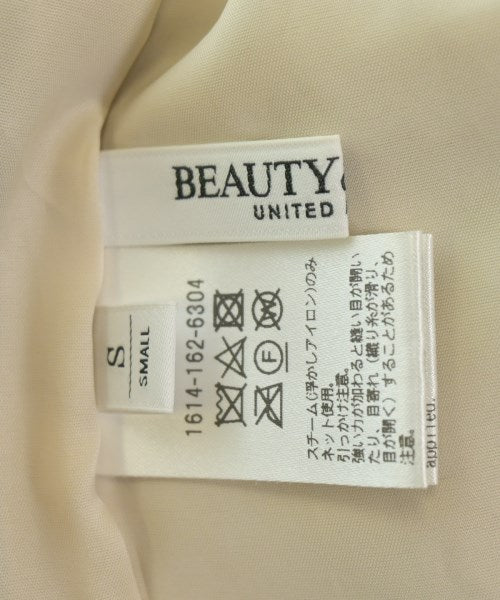 BEAUTY&
UNITED
S
SMALL
1614-162-6304
F
W
スチーム(浮かしアイロン)のみ
ネット使用。
引っかけ注意。
強い力が加わると縫い目が開い
たり、目寄れ(織り糸が滑り、
目が開く)することがあるため
注意。
applied.